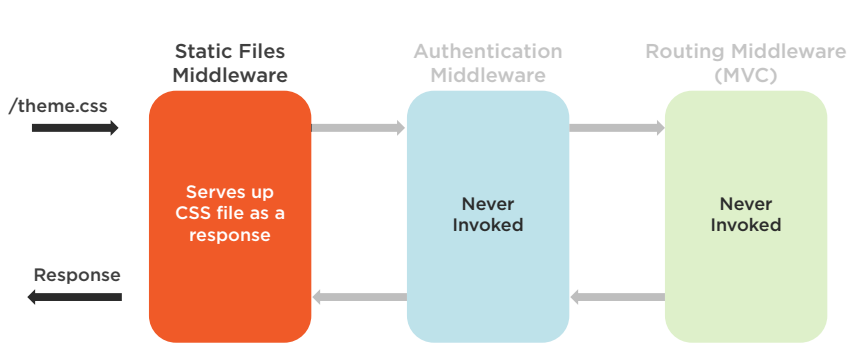 Static Files
Middleware
Authentication
Middleware
Routing Middleware
(MVC)
/theme.css
Serves up
CSS file as a
response
Never
Invoked
Never
Invoked
Response